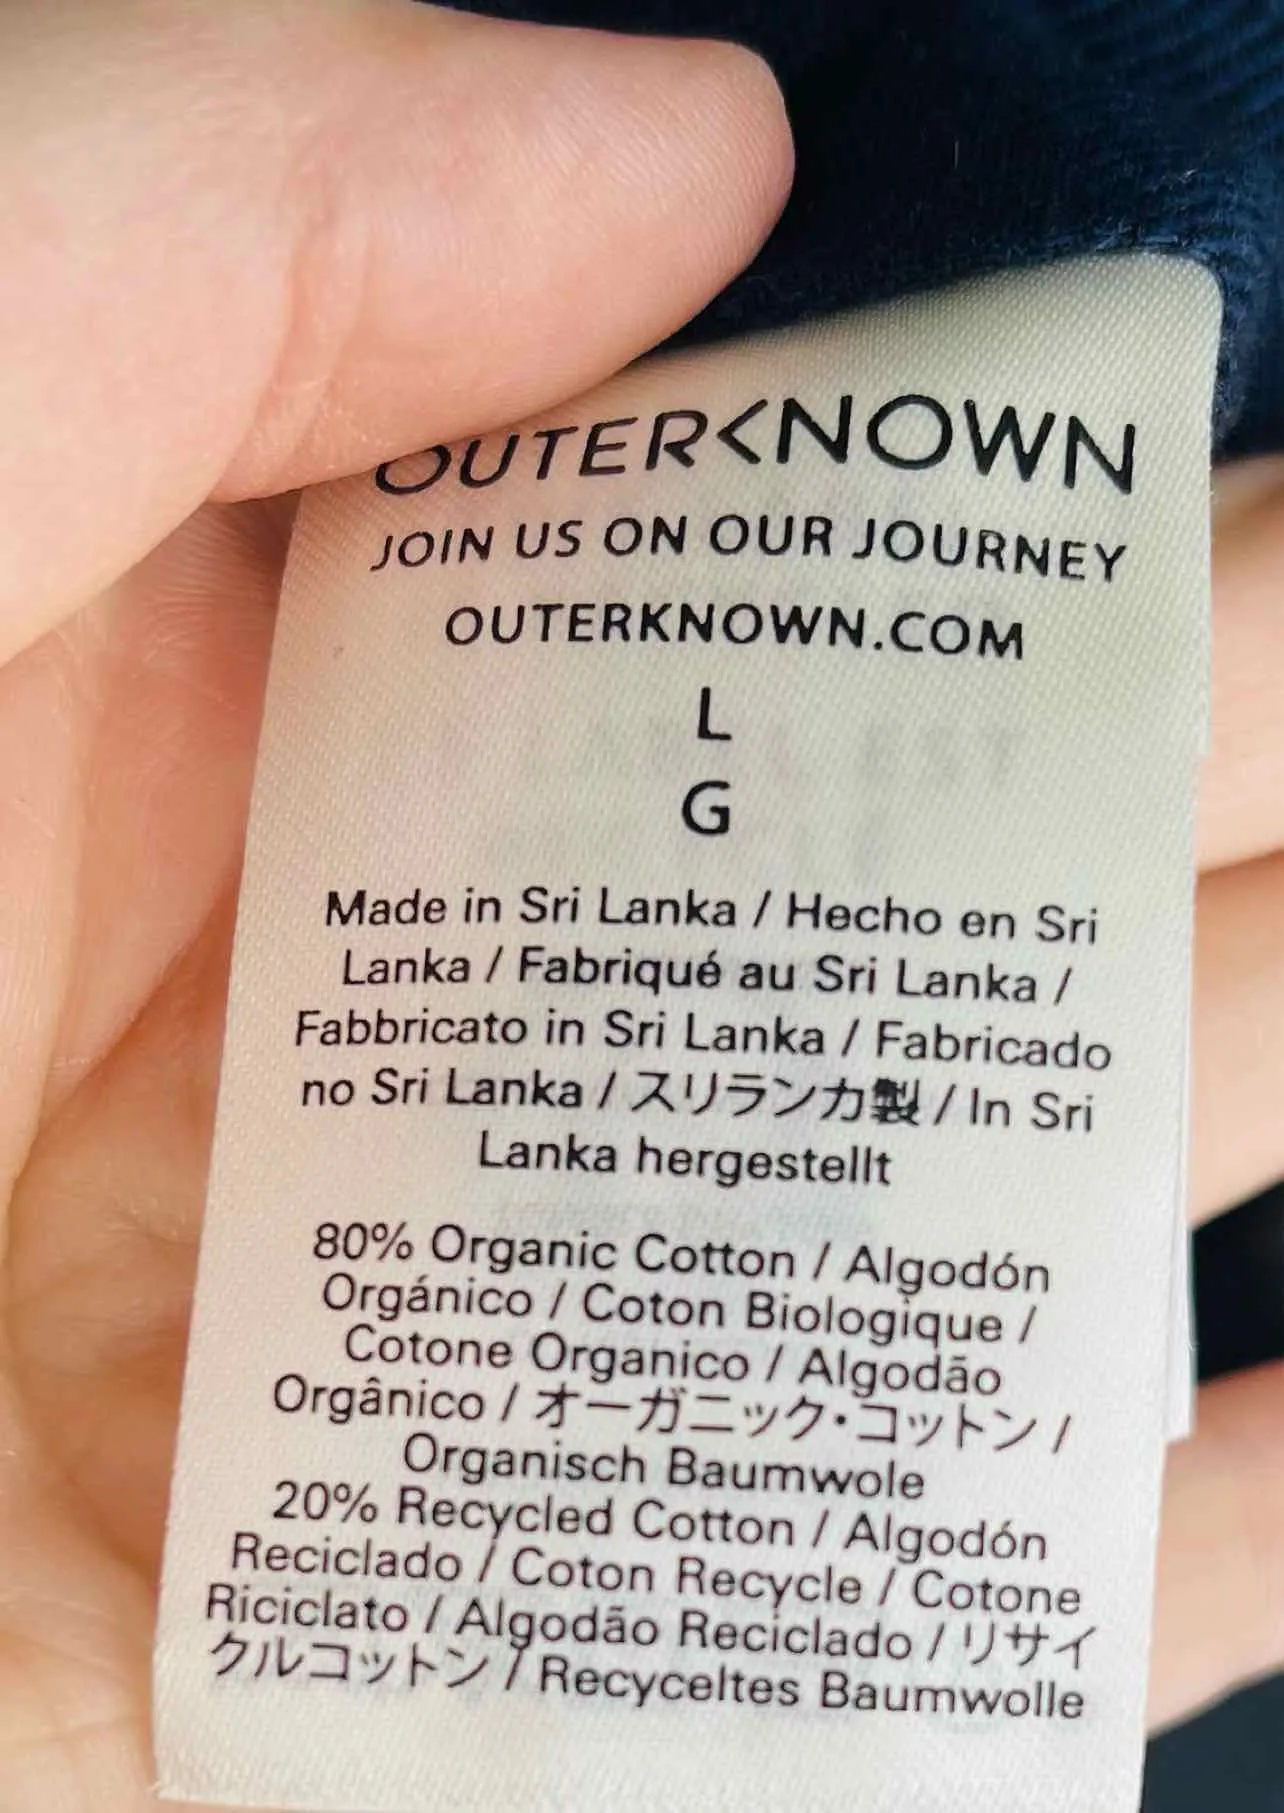 OUTERKNOWN
JOIN US ON OUR JOURNEY
OUTERKNOWN.COM
L
G
Made in Sri Lanka / Hecho en Sri
Lanka / Fabriqué au Sri Lanka /
Fabbricato in Sri Lanka / Fabricado
no Sri Lanka / スリランカ製 / In Sri
Lanka hergestellt
80% Organic Cotton / Algodón
Orgánico / Coton Biologique /
Cotone Organico / Algodão
Orgânico / オーガニック・コットン /
Organisch Baumwole
20% Recycled Cotton / Algodón
Reciclado / Coton Recycle / Cotone
Riciclato / Algodão Reciclado / リサイ
クルコットン / Recyceltes Baumwolle